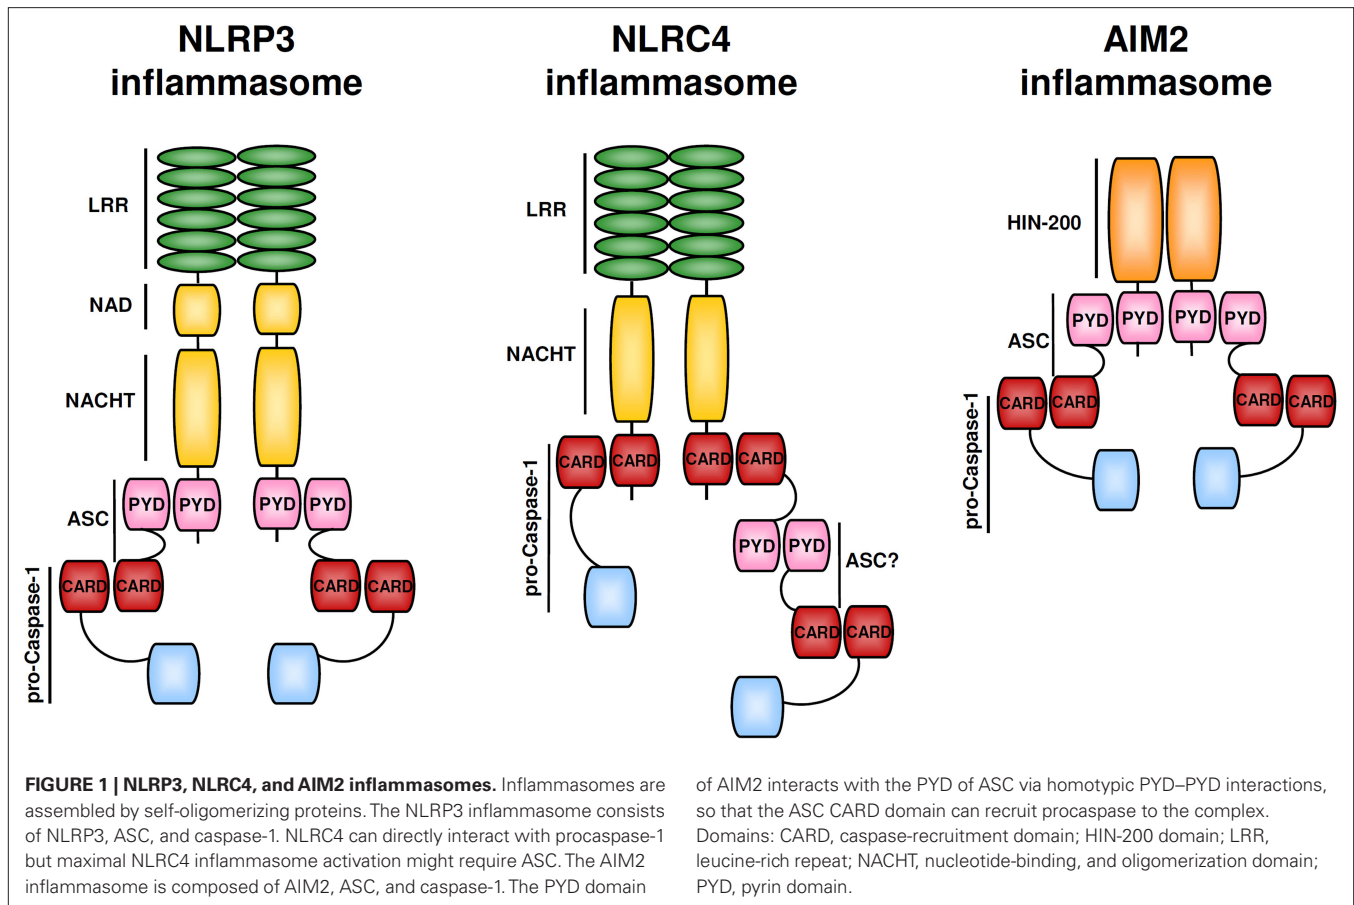 NLRP3
inflammasome
LRR
NAD
NACHT
PYD PYD PYD PYD
ASC
CARD CARD CARD CARD
pro-Caspase-1
NLRC4
inflammasome
LRR
NACHT
CARD CARD CARD CARD
pro-Caspase-1
PYD PYD
ASC?
CARD CARD
AIM2
inflammasome
HIN-200
PYD PYD PYD PYD
ASC
CARD CARD CARD CARD
pro-Caspase-1
FIGURE 1 | NLRP3, NLRC4, and AIM2 inflammasomes. Inflammasomes are
assembled by self-oligomerizing proteins. The NLRP3 inflammasome consists
of NLRP3, ASC, and caspase-1. NLRC4 can directly interact with procaspase-1
but maximal NLRC4 inflammasome activation might require ASC. The AIM2
inflammasome is composed of AIM2, ASC, and caspase-1. The PYD domain
of AIM2 interacts with the PYD of ASC via homotypic PYD–PYD interactions,
so that the ASC CARD domain can recruit procaspase to the complex.
Domains: CARD, caspase-recruitment domain; HIN-200 domain; LRR,
leucine-rich repeat; NACHT, nucleotide-binding, and oligomerization domain;
PYD, pyrin domain.